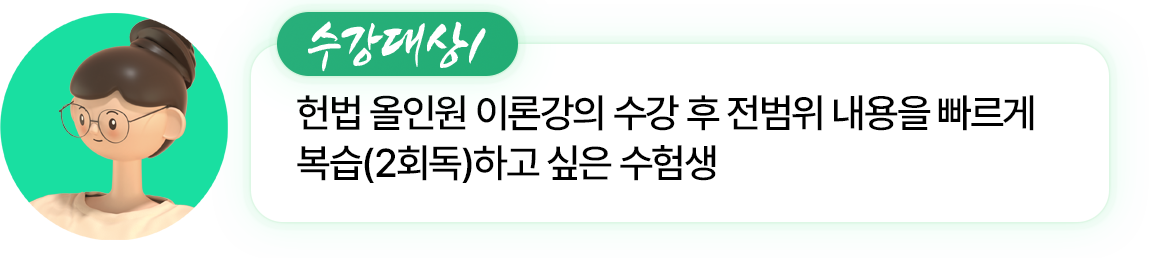 수강대상1
헌법 올인원 이론강의 수강 후 전범위 내용을 빠르게
복습(2회독)하고 싶은 수험생